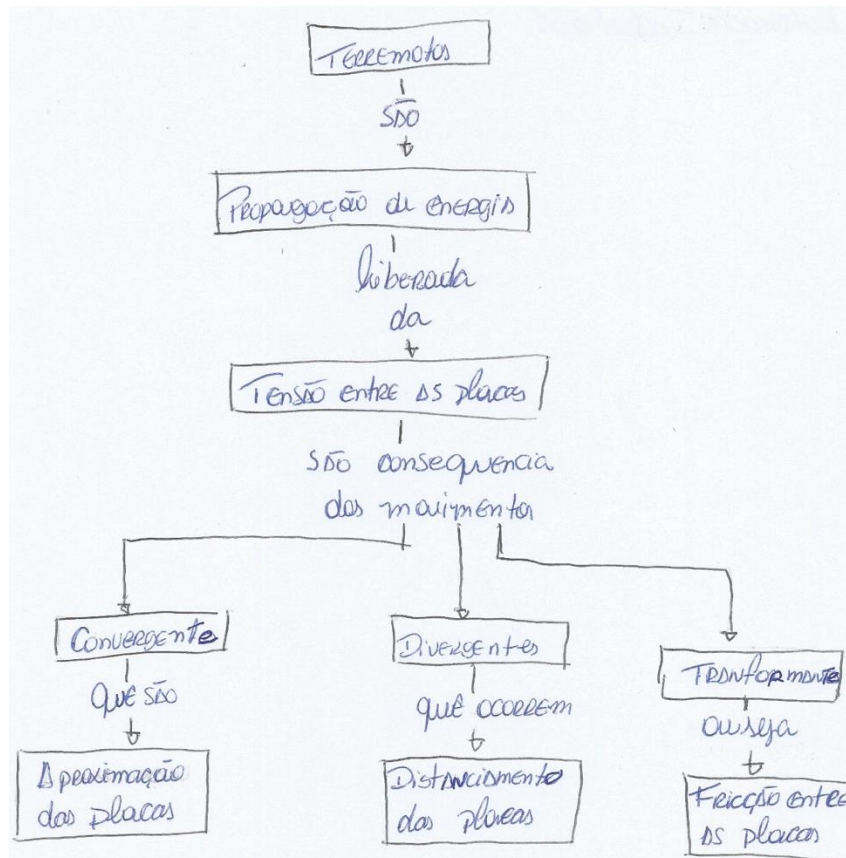 Terremotos
São
Propagação de energia
liberada
da
Tensão entre as placas
São consequencia
dos movimentos
Convergente
Divergentes
Tranformante
que são
que ocorrem
ou seja
Aproximação
das placas
Distanciamento
das placas
Fricção entre
as placas